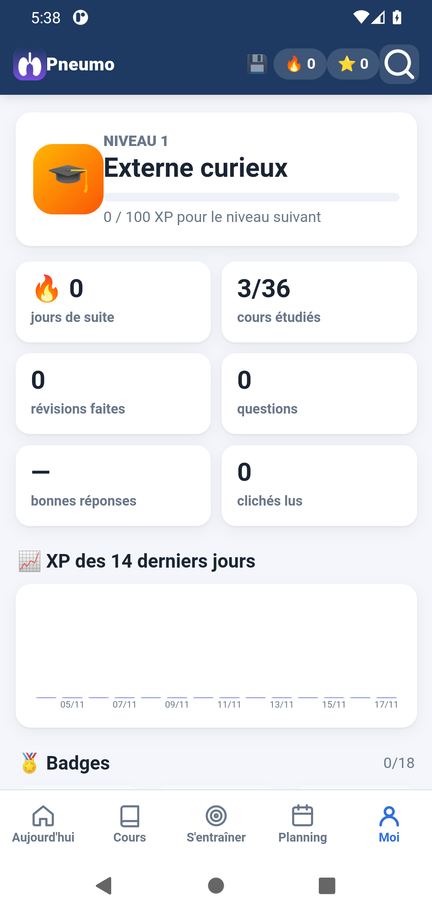 5:38
Pneumo
0
0
NIVEAU 1
Externe curieux
0 / 100 XP pour le niveau suivant
0
jours de suite
3/36
cours étudiés
0
révisions faites
0
questions
—
bonnes réponses
0
clichés lus
XP des 14 derniers jours
05/11 07/11 09/11 11/11 13/11 15/11 17/11
Badges
0/18
Aujourd'hui
Cours
S'entraîner
Planning
Moi